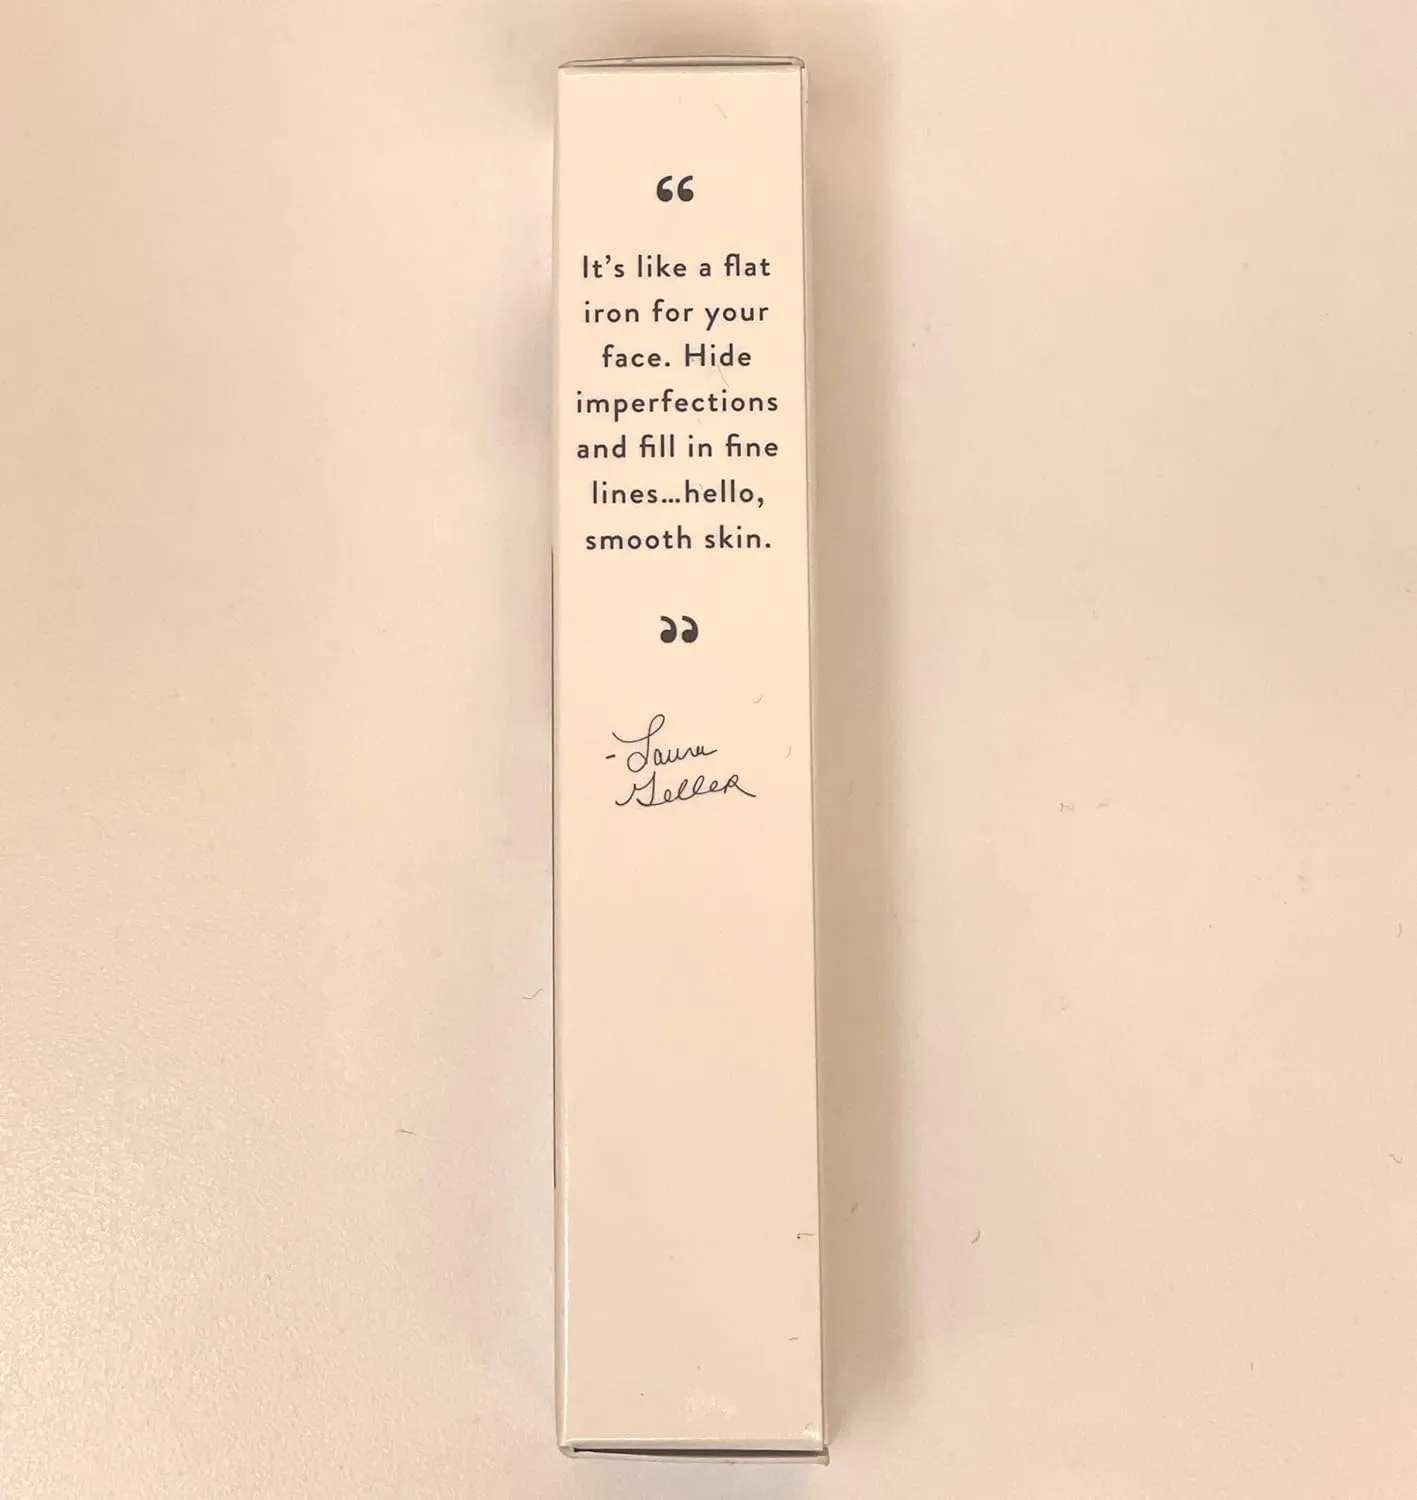 “
It’s like a flat
iron for your
face. Hide
imperfections
and fill in fine
lines...hello,
smooth skin.
”
-Laura
Geller